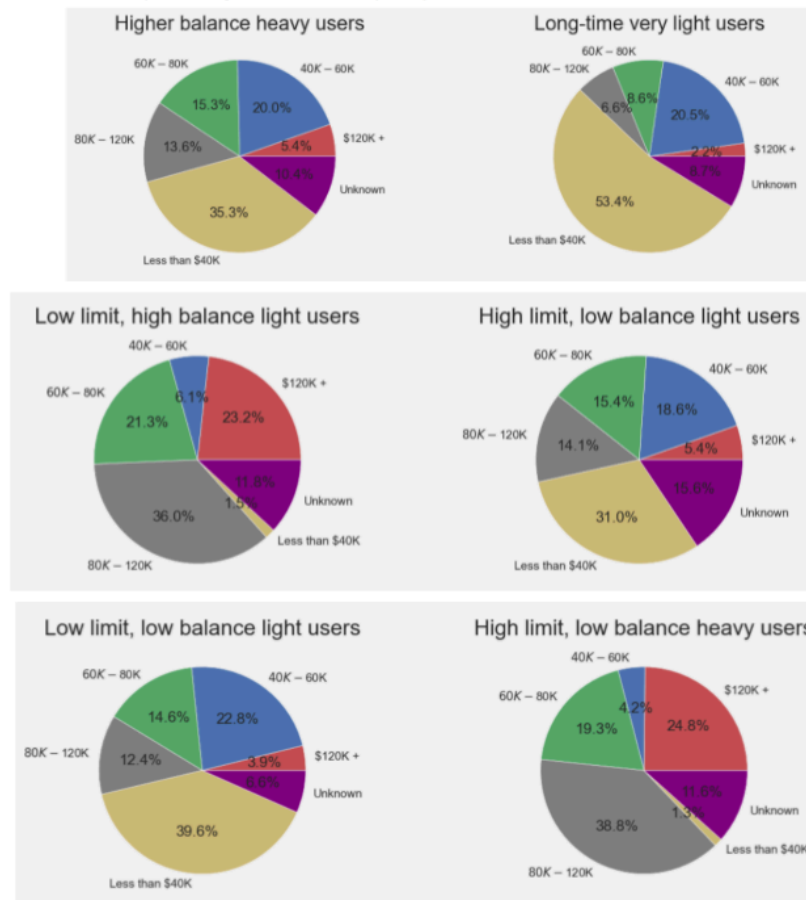 Higher balance heavy users
60K – 80K
40K – 60K
15.3%
20.0%
80K – 120K
13.6%
5.4%
$120K +
10.4%
Unknown
35.3%
Less than $40K
Long-time very light users
60K – 80K
80K – 120K
40K – 60K
8.6%
6.6%
20.5%
2.2%
$120K +
8.7%
Unknown
53.4%
Less than $40K
Low limit, high balance light users
40K – 60K
$120K +
60K – 80K
6.1%
21.3%
23.2%
11.8%
1.5%
Unknown
36.0%
Less than $40K
80K – 120K
High limit, low balance light users
60K – 80K
40K – 60K
15.4%
18.6%
80K – 120K
14.1%
5.4%
$120K +
15.6%
Unknown
31.0%
Less than $40K
Low limit, low balance light users
60K – 80K
40K – 60K
14.6%
22.8%
80K – 120K
12.4%
3.9%
$120K +
6.6%
Unknown
39.6%
Less than $40K
High limit, low balance heavy users
40K – 60K
$120K +
60K – 80K
4.2%
19.3%
24.8%
11.6%
1.3%
Unknown
38.8%
Less than $40K
80K – 120K